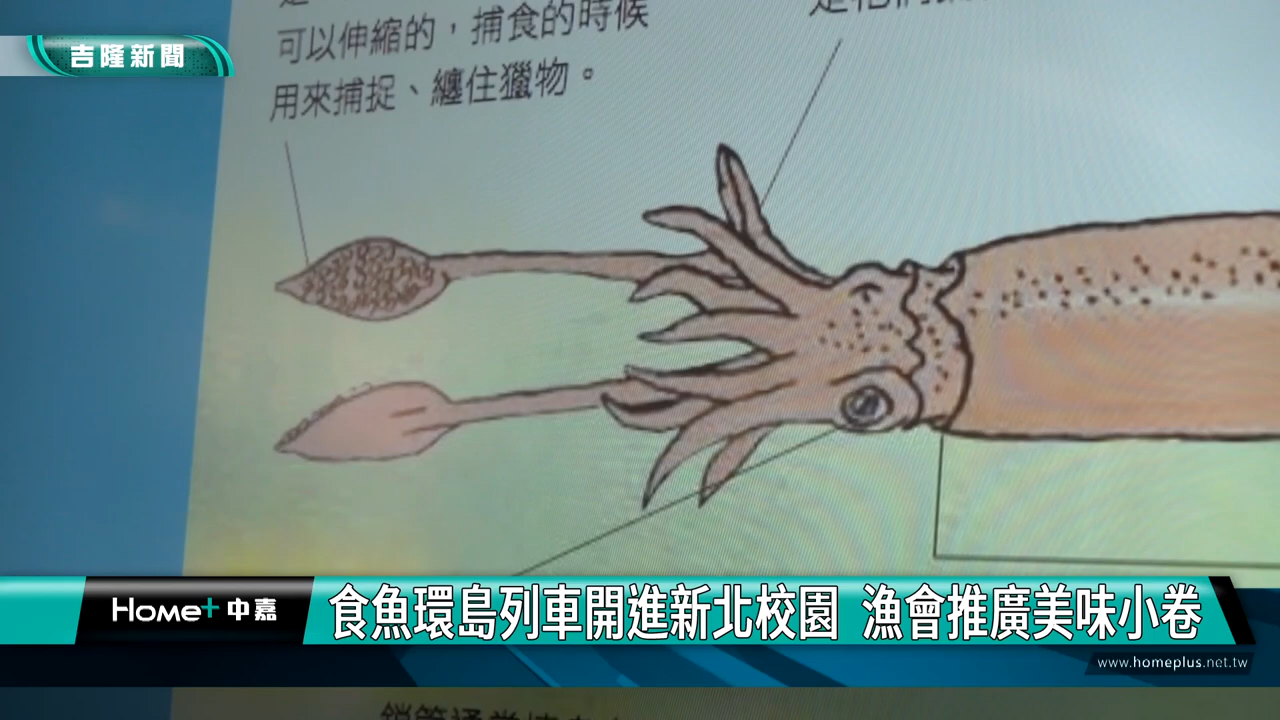 可以伸縮的，捕食的時候
用來捕捉、纏住獵物。
吉隆新聞
Home+中嘉
食魚環島列車開進新北校園 漁會推廣美味小卷
www.homeplus.net.tw